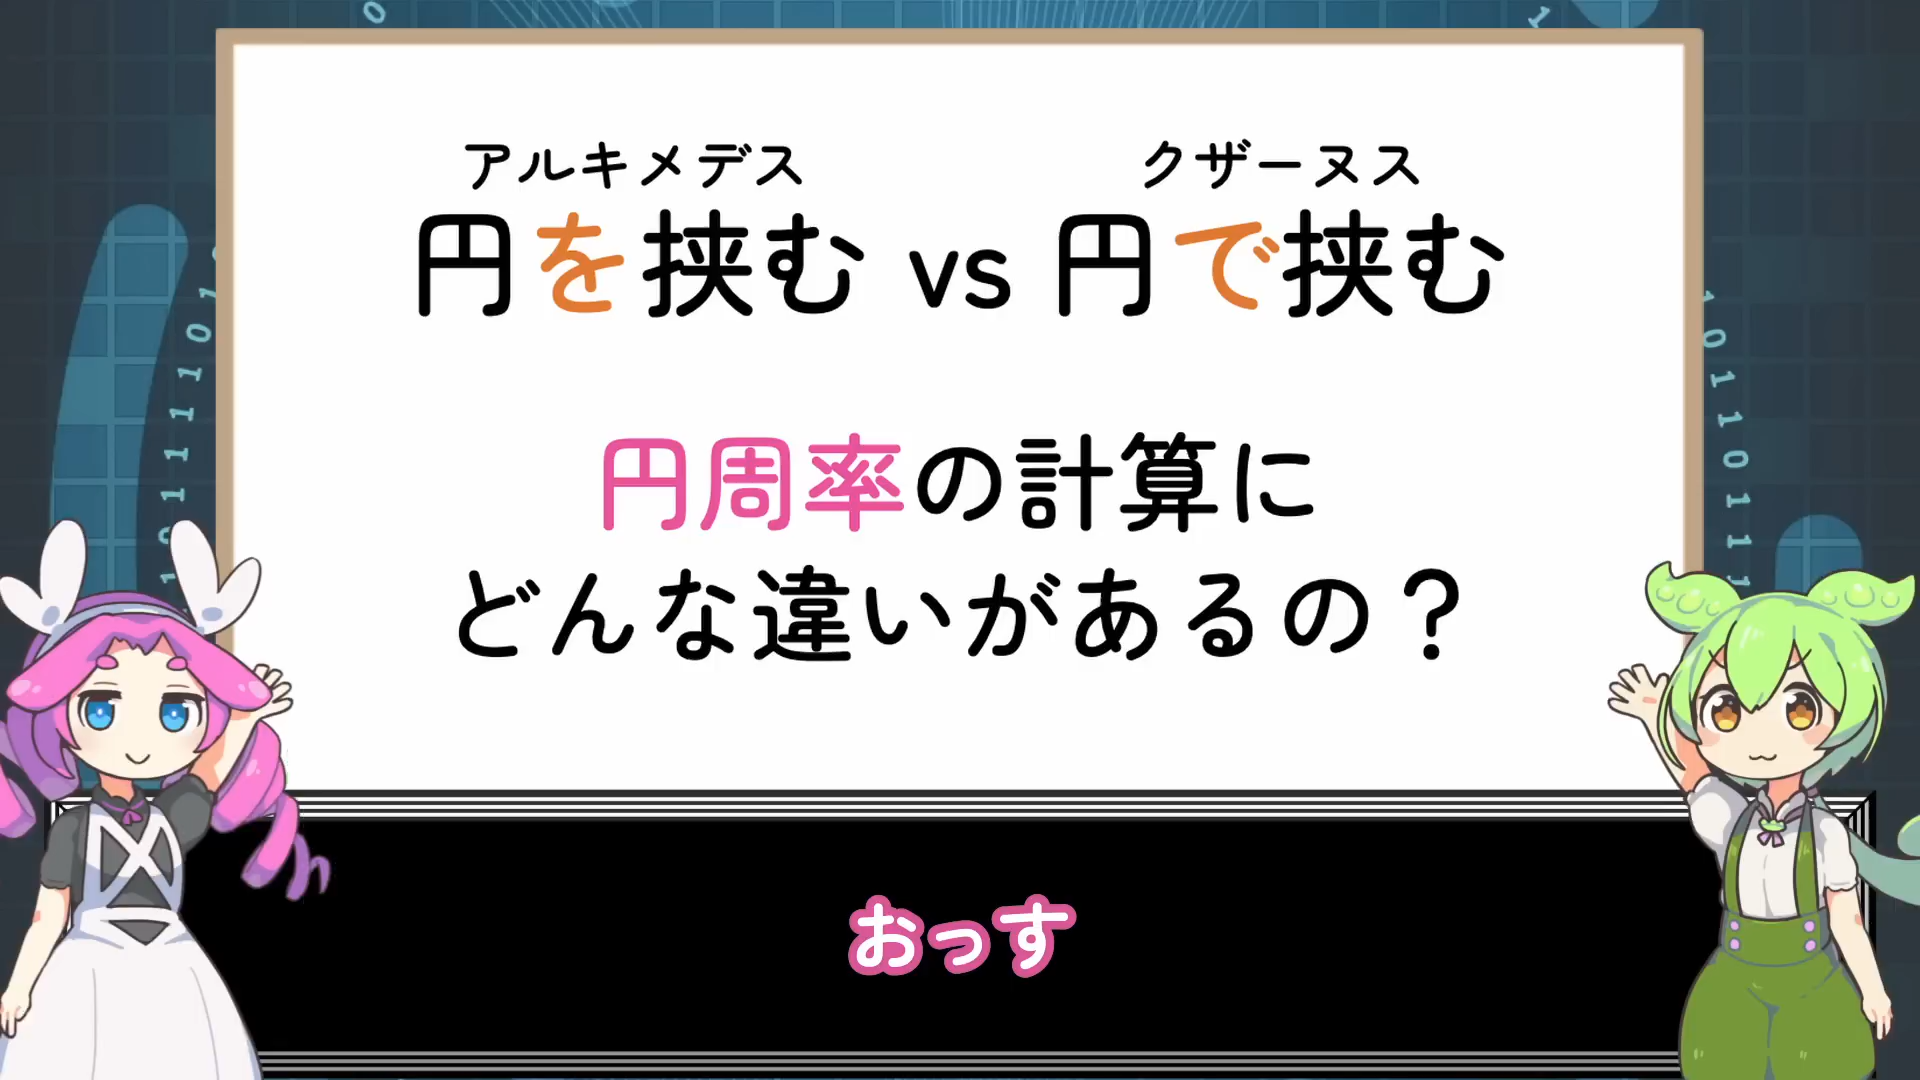 アルキメデス クザーヌス
円を挟む vs 円で挟む
円周率の計算に
どんな違いがあるの？
おっす